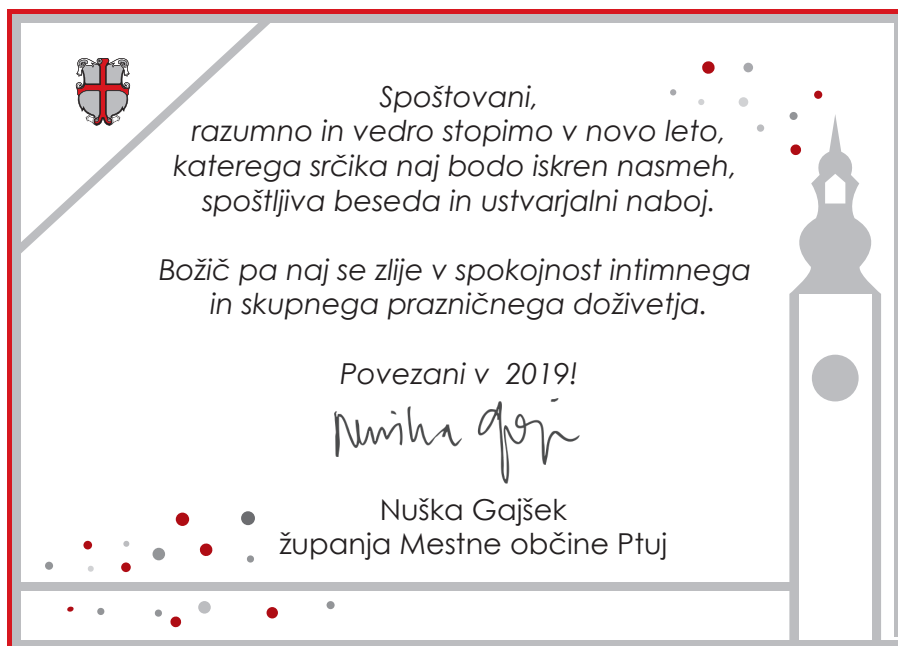 Spoštovani,
razumno in vedro stopimo v novo leto,
katerega srčika naj bodo iskren nasmeh,
spoštljiva beseda in ustvarjalni naboj.
Božič pa naj se zlije v spokojnost intimnega
in skupnega prazničnega doživetja.
Povezani v  2019!
Nuška Gajšek
županja Mestne občine Ptuj